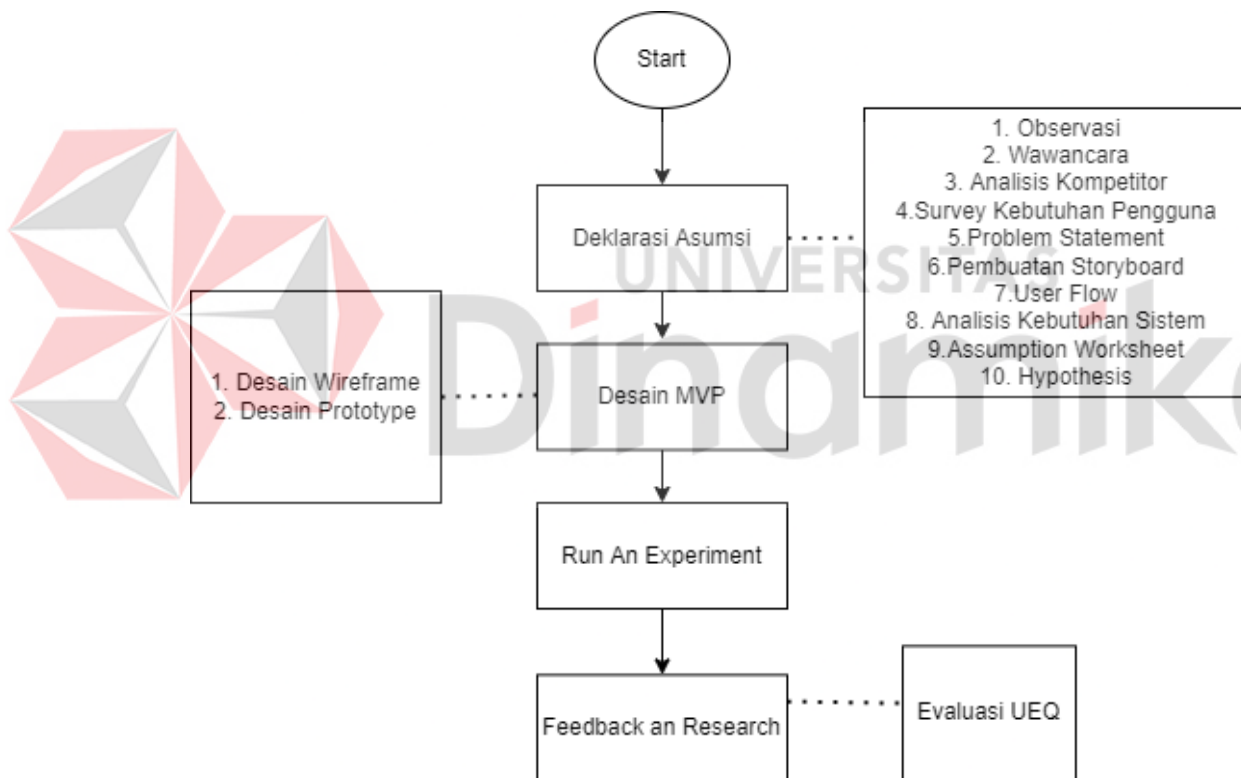 Start
1. Observasi
2. Wawancara
3. Analisis Kompetitor
4.Survey Kebutuhan Pengguna
5.Problem Statement
6.Pembuatan Storyboard
7.User Flow
8. Analisis Kebutuhan Sistem
9.Assumption Worksheet
10. Hypothesis
Deklarasi Asumsi
UNIVERSITAS
Dinamika
1. Desain Wireframe
2. Desain Prototype
Desain MVP
Run An Experiment
Feedback an Research
Evaluasi UEQ